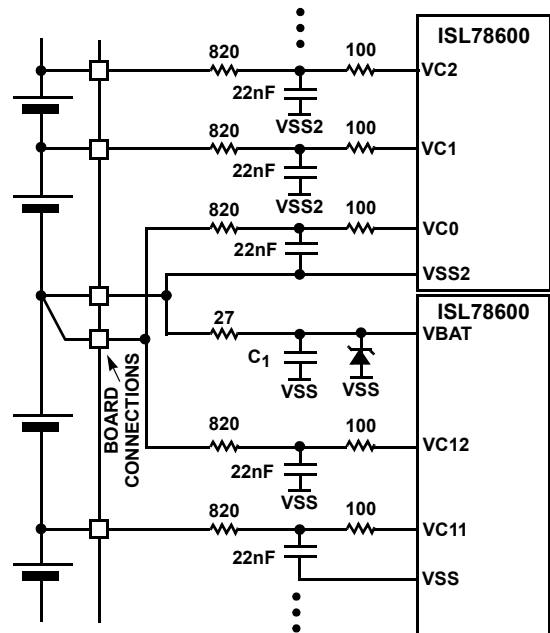 ISL78600
820
100
VC2
22nF
VSS2
820
100
VC1
22nF
VSS2
820
100
VC0
22nF
VSS2
ISL78600
27
VBAT
C1
VSS
VSS
BOARD
CONNECTIONS
820
100
VC12
22nF
VSS
820
100
VC11
22nF
VSS